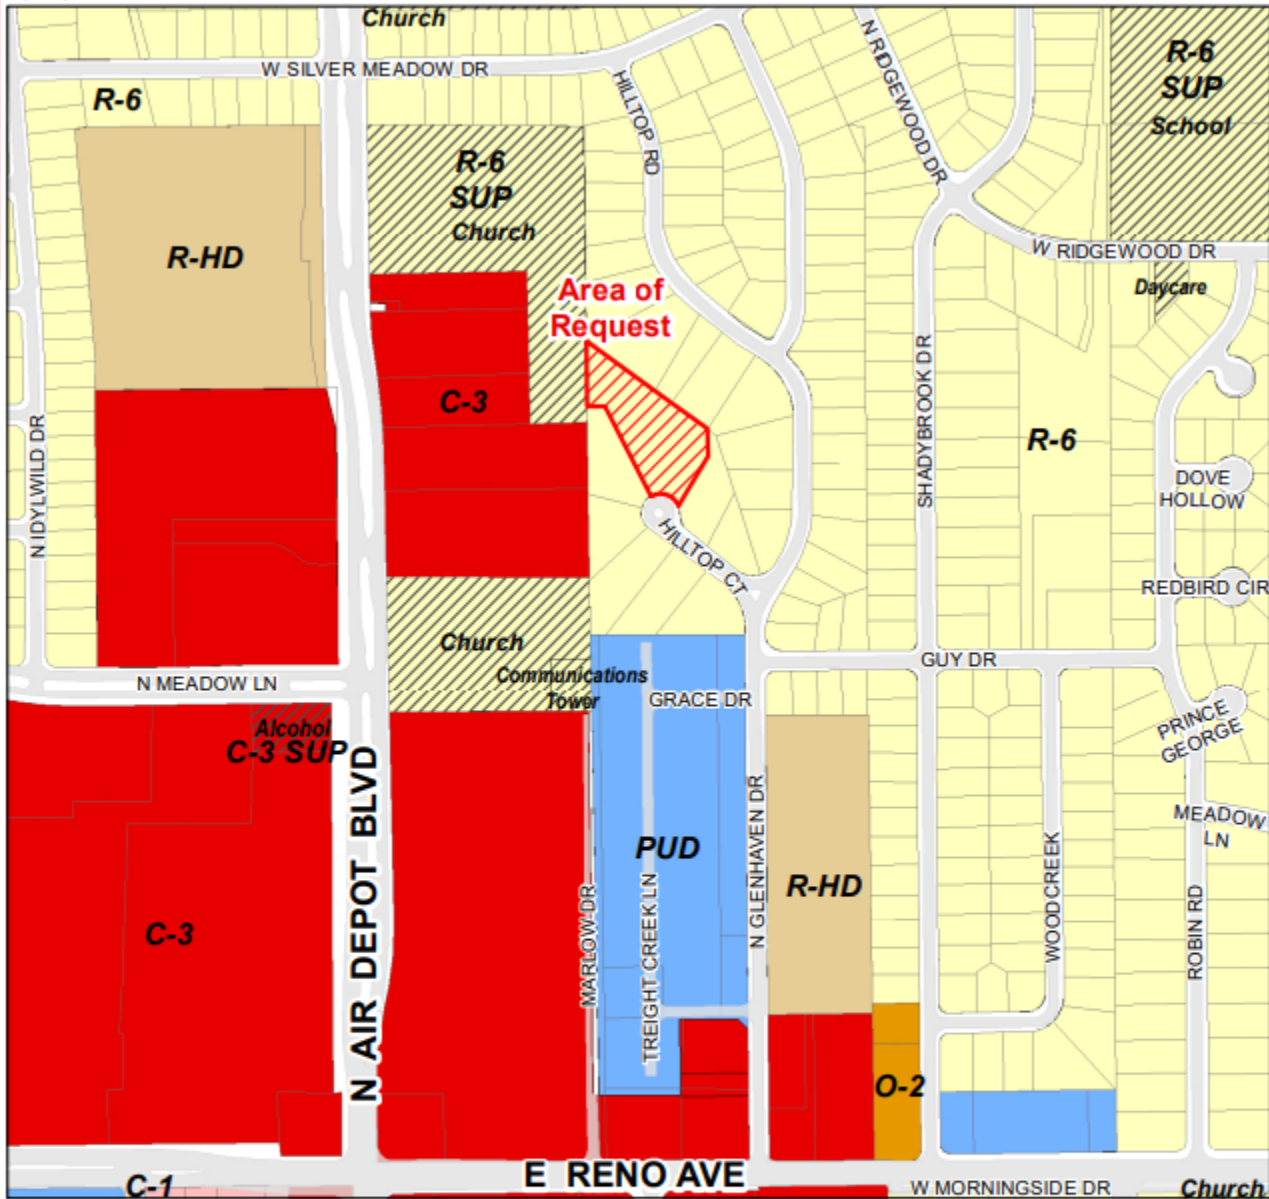 Church
W SILVER MEADOW DR
R-6
HILLTOP RD
N RIDGEWOOD DR
R-6
SUP
School
R-6
SUP
Church
R-HD
W RIDGEWOOD DR
Daycare
Area of
Request
C-3
SHADYBROOK DR
R-6
N IDYLWILD DR
DOVE
HOLLOW
HILLTOP CT
REDBIRD CIR
Church
GUY DR
Communications
Tower
N MEADOW LN
GRACE DR
PRINCE
GEORGE
Alcohol
C-3 SUP
N AIR DEPOT BLVD
MEADOW
LN
PUD
R-HD
N GLENHAVEN DR
WOODCREEK
C-3
MARLOW DR
TREIGHT CREEK LN
ROBIN RD
O-2
E RENO AVE
C-1
W MORNINGSIDE DR
Church